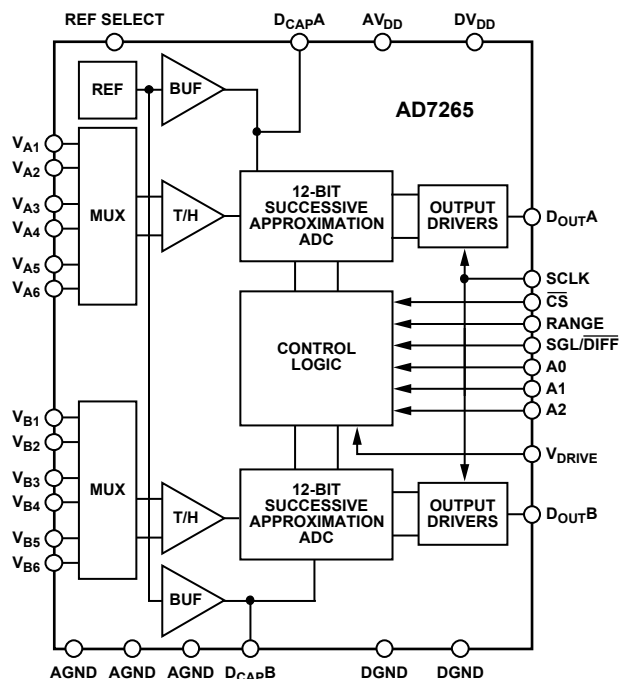 REF SELECT
DCAPA
AVDD
DVDD
REF
BUF
AD7265
VA1
VA2
VA3
VA4
VA5
VA6
MUX
T/H
12-BIT
SUCCESSIVE
APPROXIMATION
ADC
OUTPUT
DRIVERS
DOUTA
SCLK
CS
RANGE
SGL/DIFF
A0
A1
A2
VDRIVE
CONTROL
LOGIC
VB1
VB2
VB3
VB4
VB5
VB6
MUX
T/H
12-BIT
SUCCESSIVE
APPROXIMATION
ADC
OUTPUT
DRIVERS
DOUTB
BUF
AGND
AGND
AGND
DCAPB
DGND
DGND